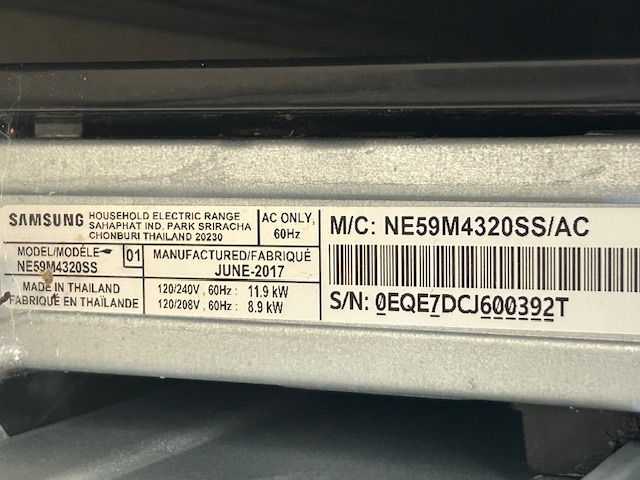 SAMSUNG
HOUSEHOLD ELECTRIC RANGE
SAHAPHAT IND. PARK SRIRACHA
CHONBURI THAILAND 20230
AC ONLY,
60Hz
MODEL/MODÉLE
01
NE59M4320SS
MANUFACTURED/FABRIQUÉ
JUNE-2017
MADE IN THAILAND
FABRIQUÉ EN THAÏLANDE
120/240V , 60Hz : 11.9 kW
120/208V , 60Hz : 8.9 kW
M/C: NE59M4320SS/AC
S/N: 0EQE7DCJ600392T